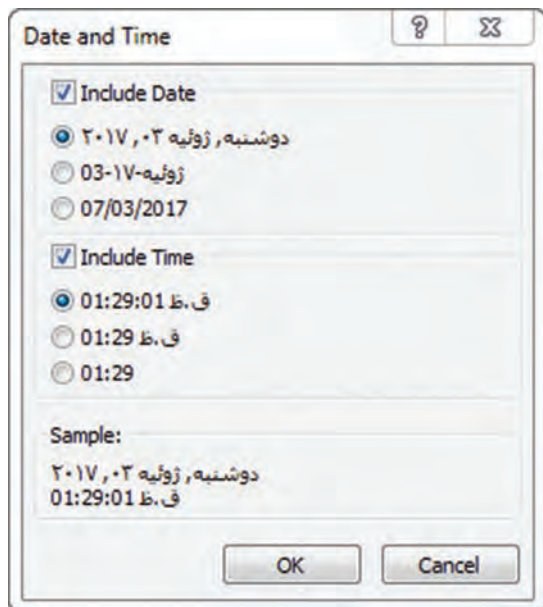 Date and Time
Include Date
دوشنبه, ژوئیه ۰۳, ۲۰۱۷
03-ژوئیه-۱۷
07/03/2017
Include Time
01:29:01 ق.ظ
01:29 ق.ظ
01:29
Sample:
دوشنبه, ژوئیه ۰۳, ۲۰۱۷
01:29:01 ق.ظ
OK
Cancel